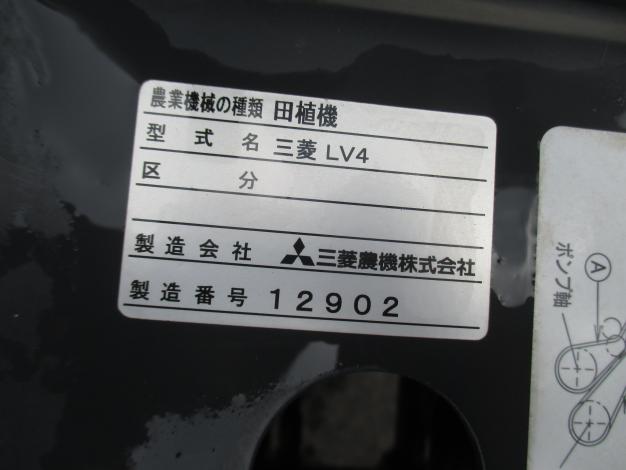 農業機械の種類 田植機
型式名 三菱 LV4
区分
製造会社 三菱農機株式会社
製造番号 12902
Ⓐ
ポンプ軸